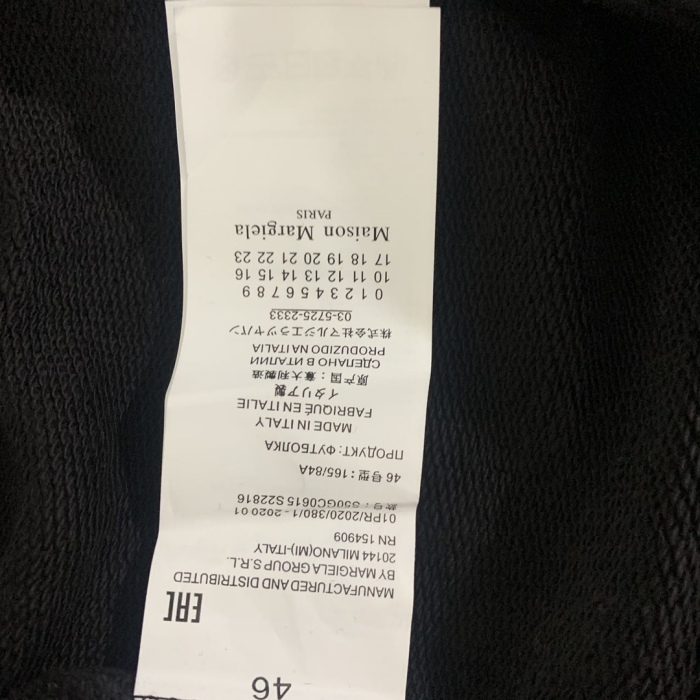 46
EAC
MANUFACTURED AND DISTRIBUTED
BY MARGIELA GROUP S.R.L.
20144 MILANO(MI)-ITALY
RN 154909
01PR/2020/380/1 - 2020 01
款号: S50GC0615 S22816
46 号型: 165/84A
ПРОДУКТ: ФУТБОЛКА
MADE IN ITALY
FABRIQUÉ EN ITALIE
イタリア製
原产国: 意大利製造
СДЕЛАНО В ИТАЛИИ
PRODUZIDO NA ITALIA
株式会社マルジエラジャパン
03-5725-2333
0 1 2 3 4 5 6 7 8 9
10 11 12 13 14 15 16
17 18 19 20 21 22 23
Maison Margiela
PARIS